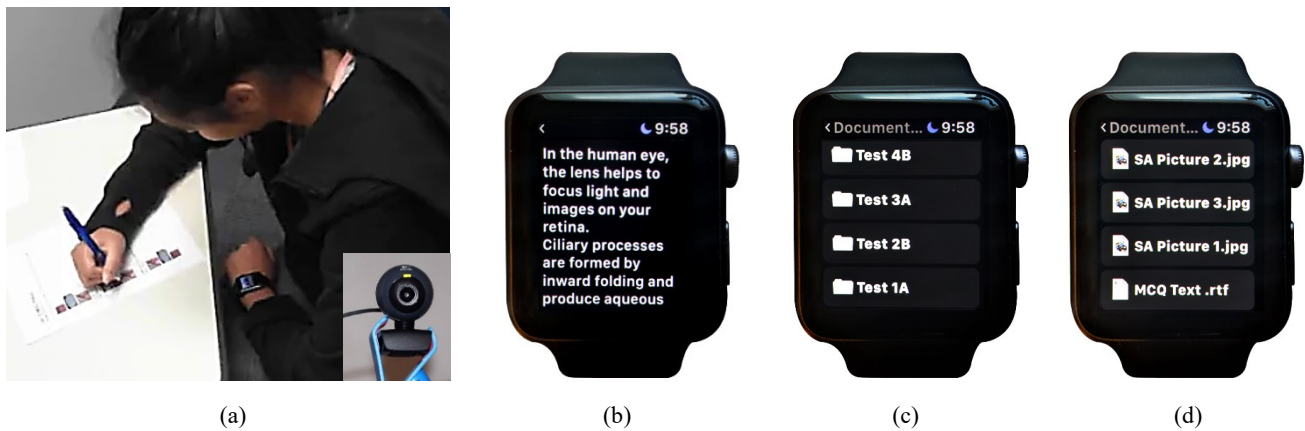 9:58
In the human eye,
the lens helps to
focus light and
images on your
retina.
Ciliary processes
are formed by
inward folding and
produce aqueous
Document... 9:58
Test 4B
Test 3A
Test 2B
Test 1A
Document... 9:58
SA Picture 2.jpg
SA Picture 3.jpg
SA Picture 1.jpg
MCQ Text .rtf
(a)
(b)
(c)
(d)